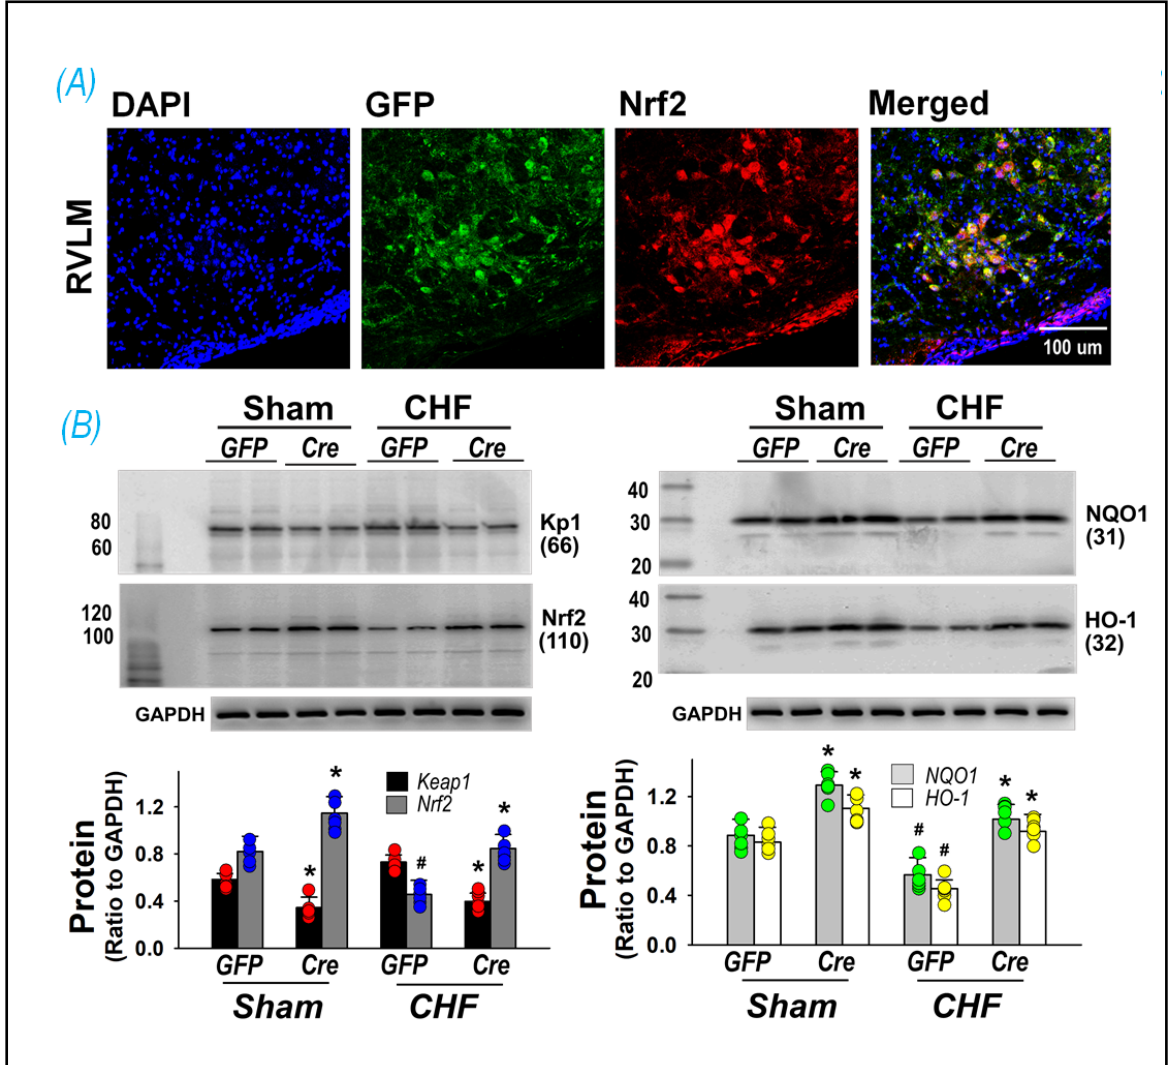 (A)
DAPI GFP Nrf2 Merged
RVLM
100 um
(B)
Sham CHF
GFP Cre GFP Cre
80
60
Kp1
(66)
120
100
Nrf2
(110)
GAPDH
Sham CHF
GFP Cre GFP Cre
40
30
20
NQO1
(31)
40
30
20
HO-1
(32)
GAPDH
Protein
(Ratio to GAPDH)
1.2
0.8
0.4
0.0
Keap1
Nrf2
* * # * *
GFP Cre GFP Cre
Sham CHF
Protein
(Ratio to GAPDH)
1.2
0.8
0.4
0.0
NQO1
HO-1
* * # # * *
GFP Cre GFP Cre
Sham CHF